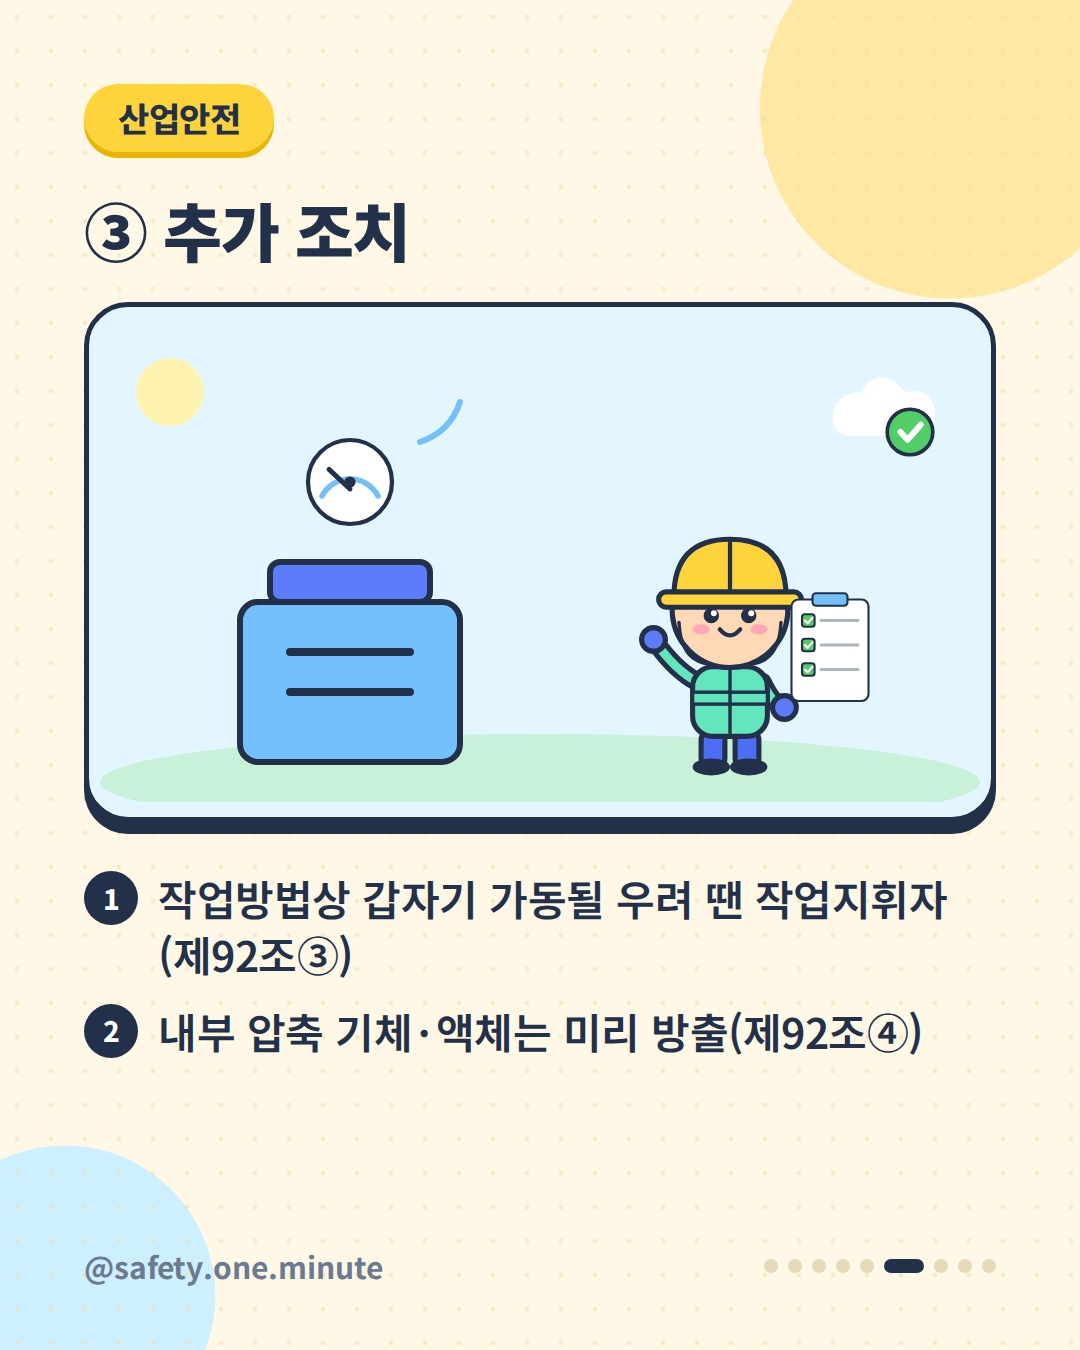 산업안전
③ 추가 조치
1 작업방법상 갑자기 가동될 우려 땐 작업지휘자
(제92조③)
2 내부 압축 기체·액체는 미리 방출(제92조④)
@safety.one.minute